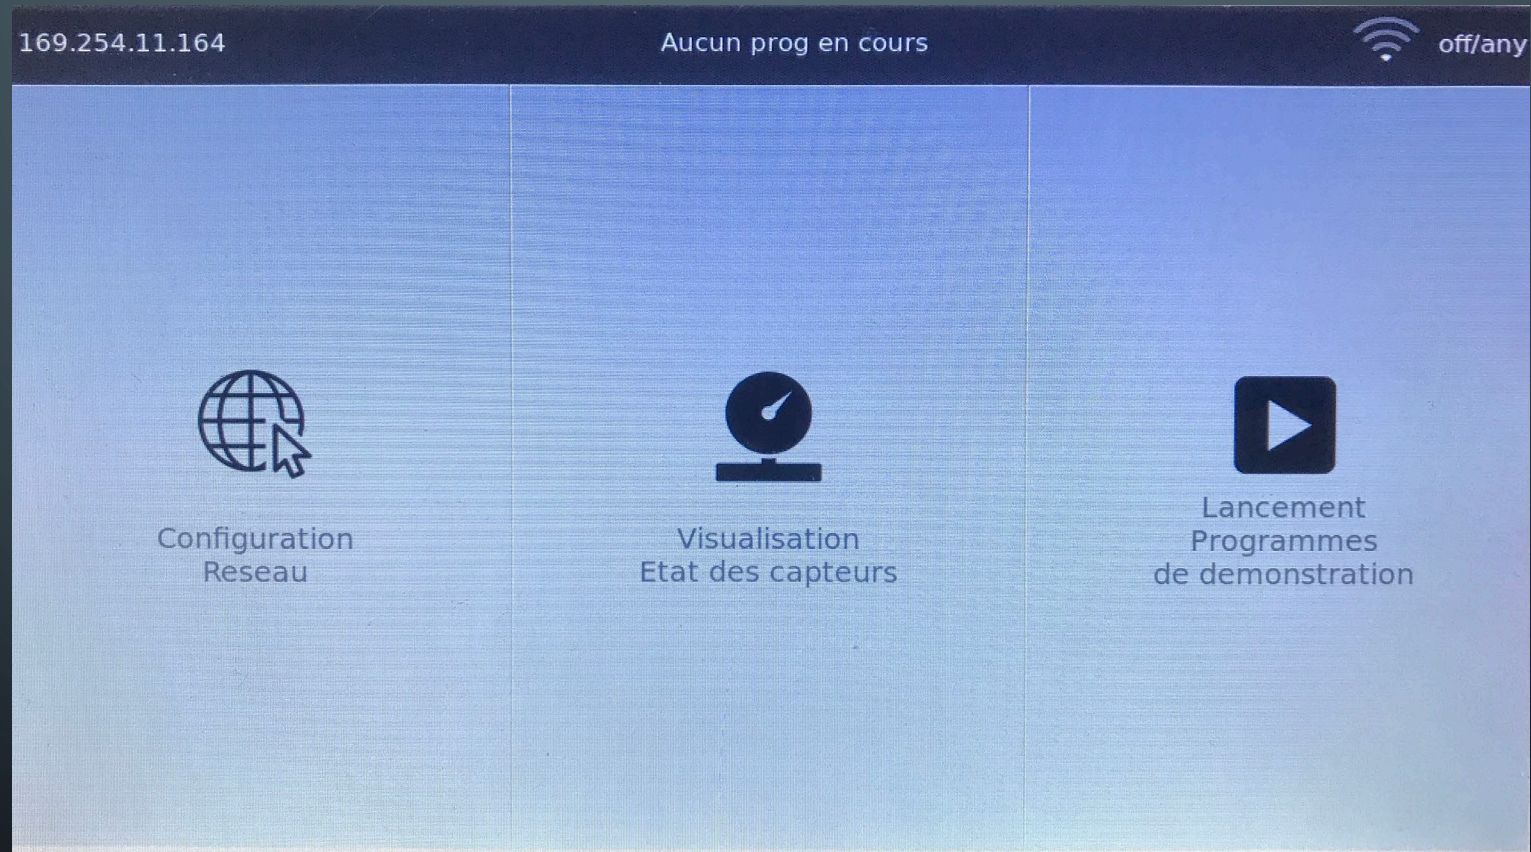 169.254.11.164
Aucun prog en cours
off/any
Configuration
Reseau
Visualisation
Etat des capteurs
Lancement
Programmes
de demonstration